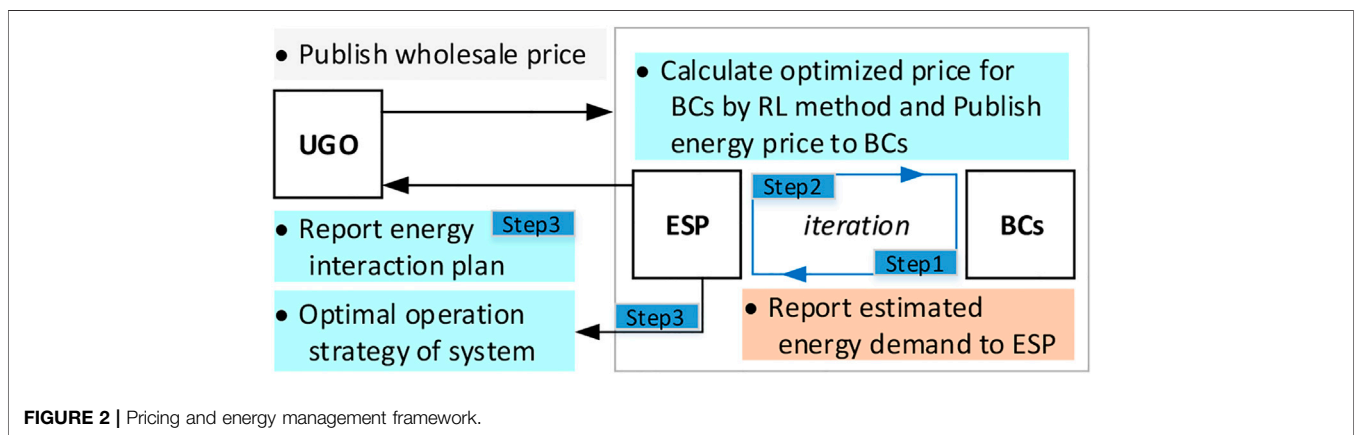 ● Publish wholesale price
UGO
● Calculate optimized price for
BCs by RL method and Publish
energy price to BCs
ESP
Step2
iteration
Step1
BCs
● Report energy
interaction plan
Step3
● Optimal operation
strategy of system
Step3
● Report estimated
energy demand to ESP
FIGURE 2 | Pricing and energy management framework.